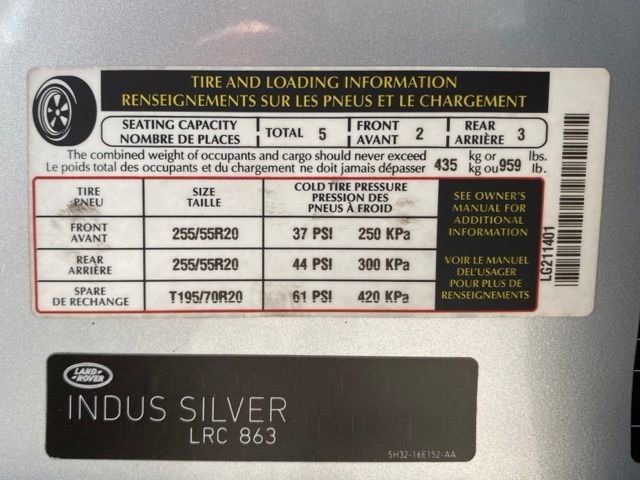 TIRE AND LOADING INFORMATION
RENSEIGNEMENTS SUR LES PNEUS ET LE CHARGEMENT
SEATING CAPACITY
NOMBRE DE PLACES
TOTAL 5
FRONT
AVANT 2
REAR
ARRIÈRE 3
The combined weight of occupants and cargo should never exceed 435 kg or 959 lbs.
Le poids total des occupants et du chargement ne doit jamais dépasser kg ou lb.
TIRE
PNEU
SIZE
TAILLE
COLD TIRE PRESSURE
PRESSION DES
PNEUS À FROID
FRONT
AVANT
255/55R20 37 PSI 250 KPa
REAR
ARRIÈRE
255/55R20 44 PSI 300 KPa
SPARE
DE RECHANGE
T195/70R20 61 PSI 420 KPa
SEE OWNER'S
MANUAL FOR
ADDITIONAL
INFORMATION
VOIR LE MANUEL
DEL'USAGER
POUR PLUS DE
RENSEIGNEMENTS
LG211401
LAND-
ROVER
INDUS SILVER
LRC 863
5H32-16E152-AA